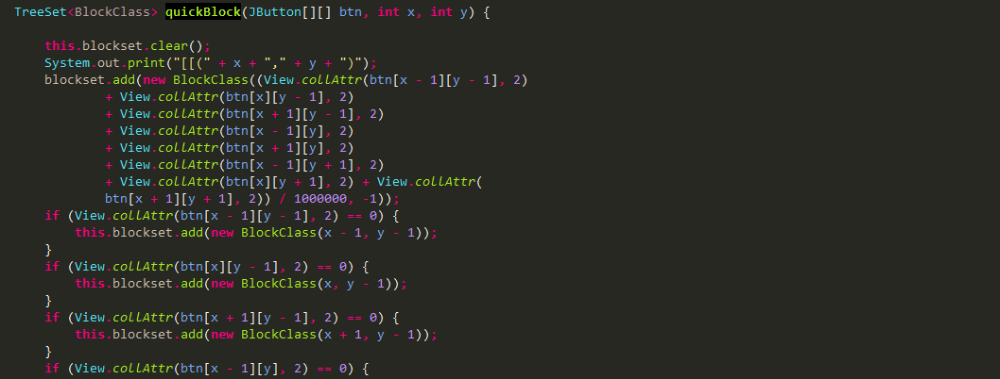 TreeSet<BlockClass> quickBlock(JButton[][] btn, int x, int y) {
this.blockset.clear();
System.out.print("[[(" + x + "," + y + ")");
blockset.add(new BlockClass((View.collAttr(btn[x - 1][y - 1], 2)
+ View.collAttr(btn[x][y - 1], 2)
+ View.collAttr(btn[x + 1][y - 1], 2)
+ View.collAttr(btn[x - 1][y], 2)
+ View.collAttr(btn[x + 1][y], 2)
+ View.collAttr(btn[x - 1][y + 1], 2)
+ View.collAttr(btn[x][y + 1], 2) + View.collAttr(
btn[x + 1][y + 1], 2)) / 1000000, -1));
if (View.collAttr(btn[x - 1][y - 1], 2) == 0) {
this.blockset.add(new BlockClass(x - 1, y - 1));
}
if (View.collAttr(btn[x][y - 1], 2) == 0) {
this.blockset.add(new BlockClass(x, y - 1));
}
if (View.collAttr(btn[x + 1][y - 1], 2) == 0) {
this.blockset.add(new BlockClass(x + 1, y - 1));
}
if (View.collAttr(btn[x - 1][y], 2) == 0) {